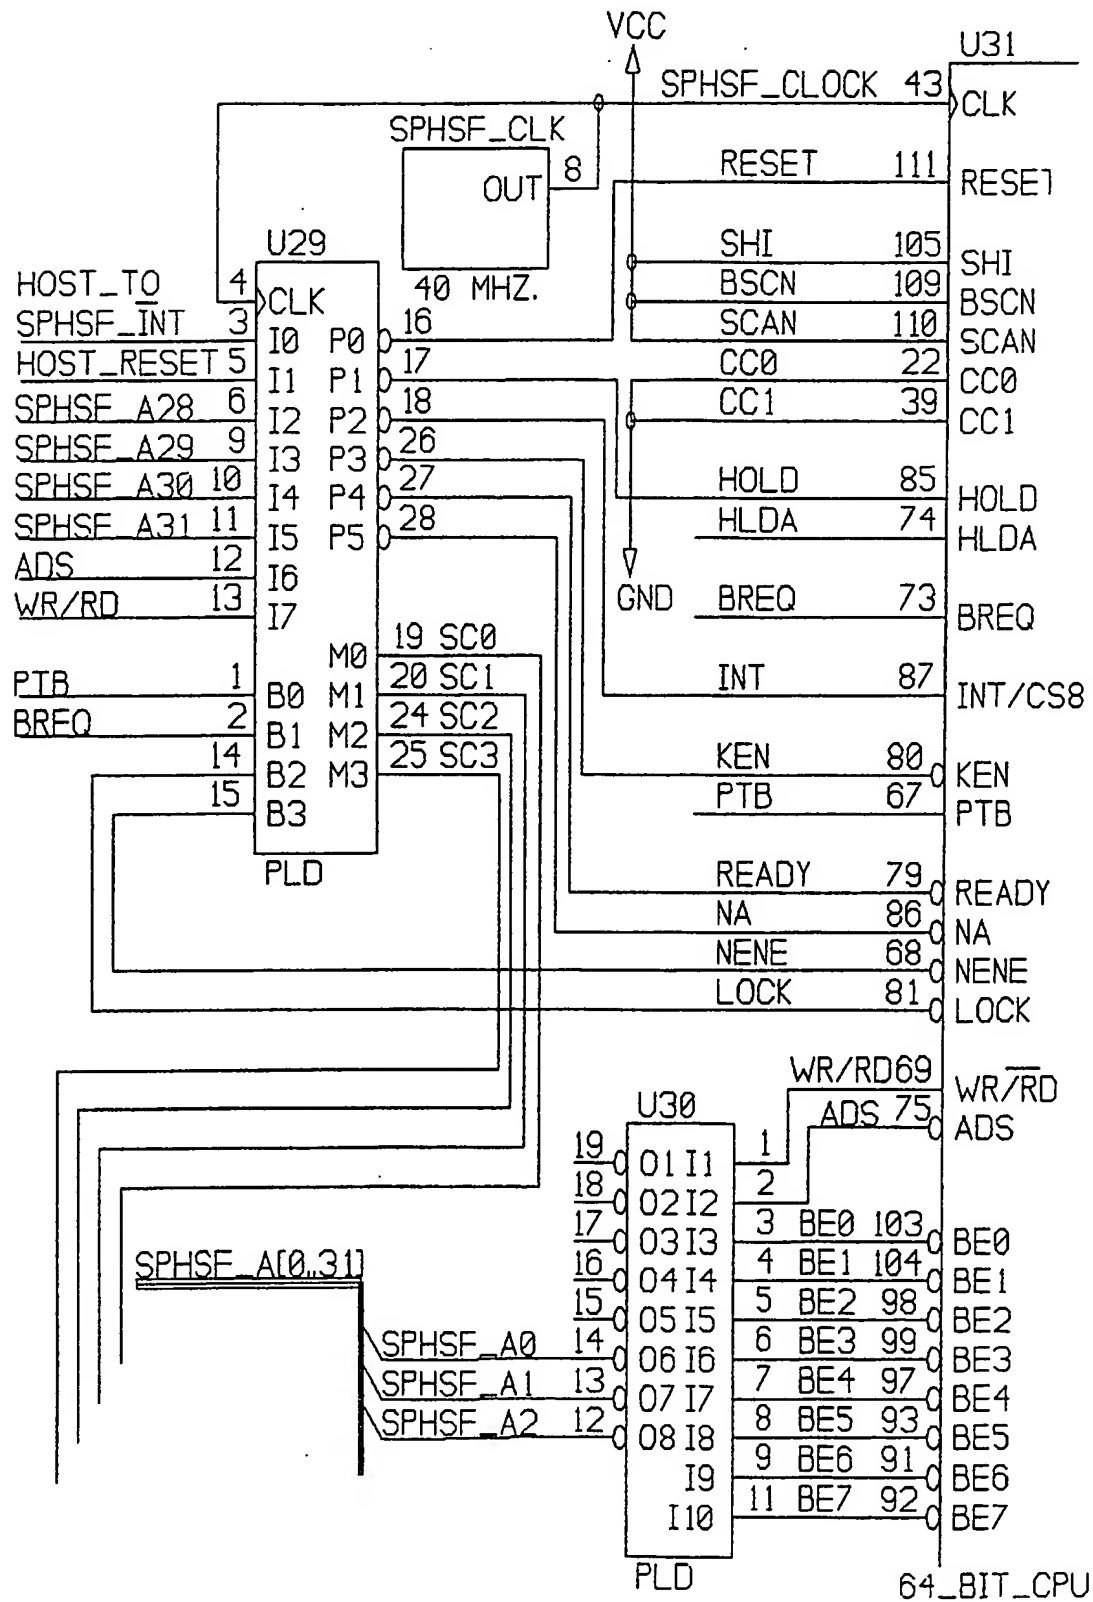 VCC
U31
SPHSF_CLOCK 43 CLK
SPHSF_CLK
OUT 8
40 MHZ.
RESET 111 RESET
SHI 105 SHI
BSCN 109 BSCN
SCAN 110 SCAN
CC0 22 CC0
CC1 39 CC1
HOLD 85 HOLD
HLDA 74 HLDA
GND
BREQ 73 BREQ
INT 87 INT/CS8
KEN 80 KEN
PTB 67 PTB
READY 79 READY
NA 86 NA
NENE 68 NENE
LOCK 81 LOCK
U29
HOST_TO 4 CLK
SPHSF_INT 3 I0 P0 16
HOST_RESET 5 I1 P1 17
SPHSF_A28 6 I2 P2 18
SPHSF_A29 9 I3 P3 26
SPHSF_A30 10 I4 P4 27
SPHSF_A31 11 I5 P5 28
ADS 12 I6
WR/RD 13 I7
M0 19 SC0
PTB 1 B0 M1 20 SC1
BREQ 2 B1 M2 24 SC2
14 B2 M3 25 SC3
15 B3
PLD
WR/RD 69 WR/R̅D̅
ADS 75 ADS
U30
19 O1 I1 1
18 O2 I2 2
17 O3 I3 3 BE0 103 BE0
16 O4 I4 4 BE1 104 BE1
15 O5 I5 5 BE2 98 BE2
SPHSF_A[0..31]
SPHSF_A0 14 O6 I6 6 BE3 99 BE3
SPHSF_A1 13 O7 I7 7 BE4 97 BE4
SPHSF_A2 12 O8 I8 8 BE5 93 BE5
I9 9 BE6 91 BE6
I10 11 BE7 92 BE7
PLD
64_BIT_CPU